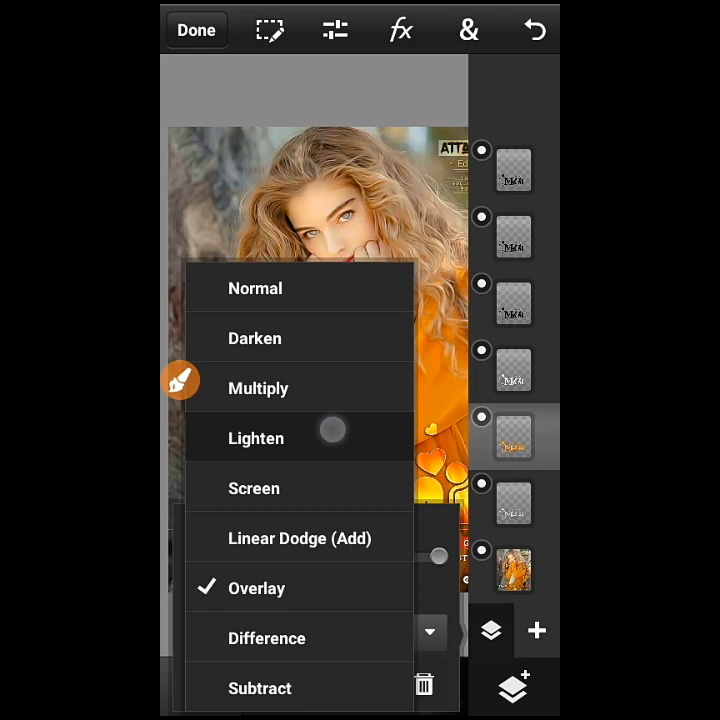 Done
fx
&
ATTA
Normal
Darken
Multiply
Lighten
Screen
Linear Dodge (Add)
Overlay
Difference
Subtract